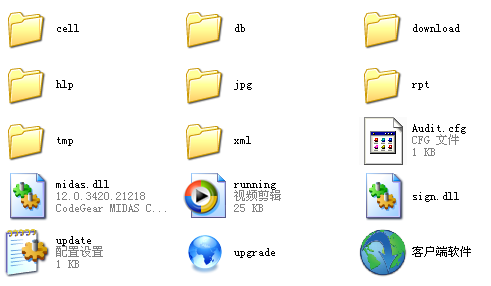 cell
db
download
hlp
jpg
rpt
tmp
xml
Audit.cfg
CFG 文件
1 KB
midas.dll
12.0.3420.21218
CodeGear MIDAS C...
running
视频剪辑
25 KB
sign.dll
update
配置设置
1 KB
upgrade
客户端软件